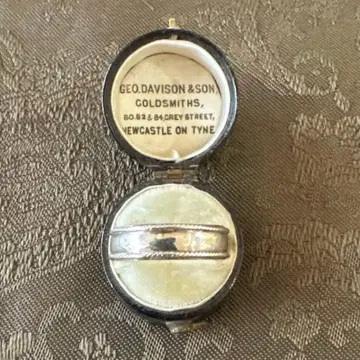 GEO. DAVISON & SON
GOLDSMITHS,
80.82 & 84, GREY STREET,
NEWCASTLE ON TYNE